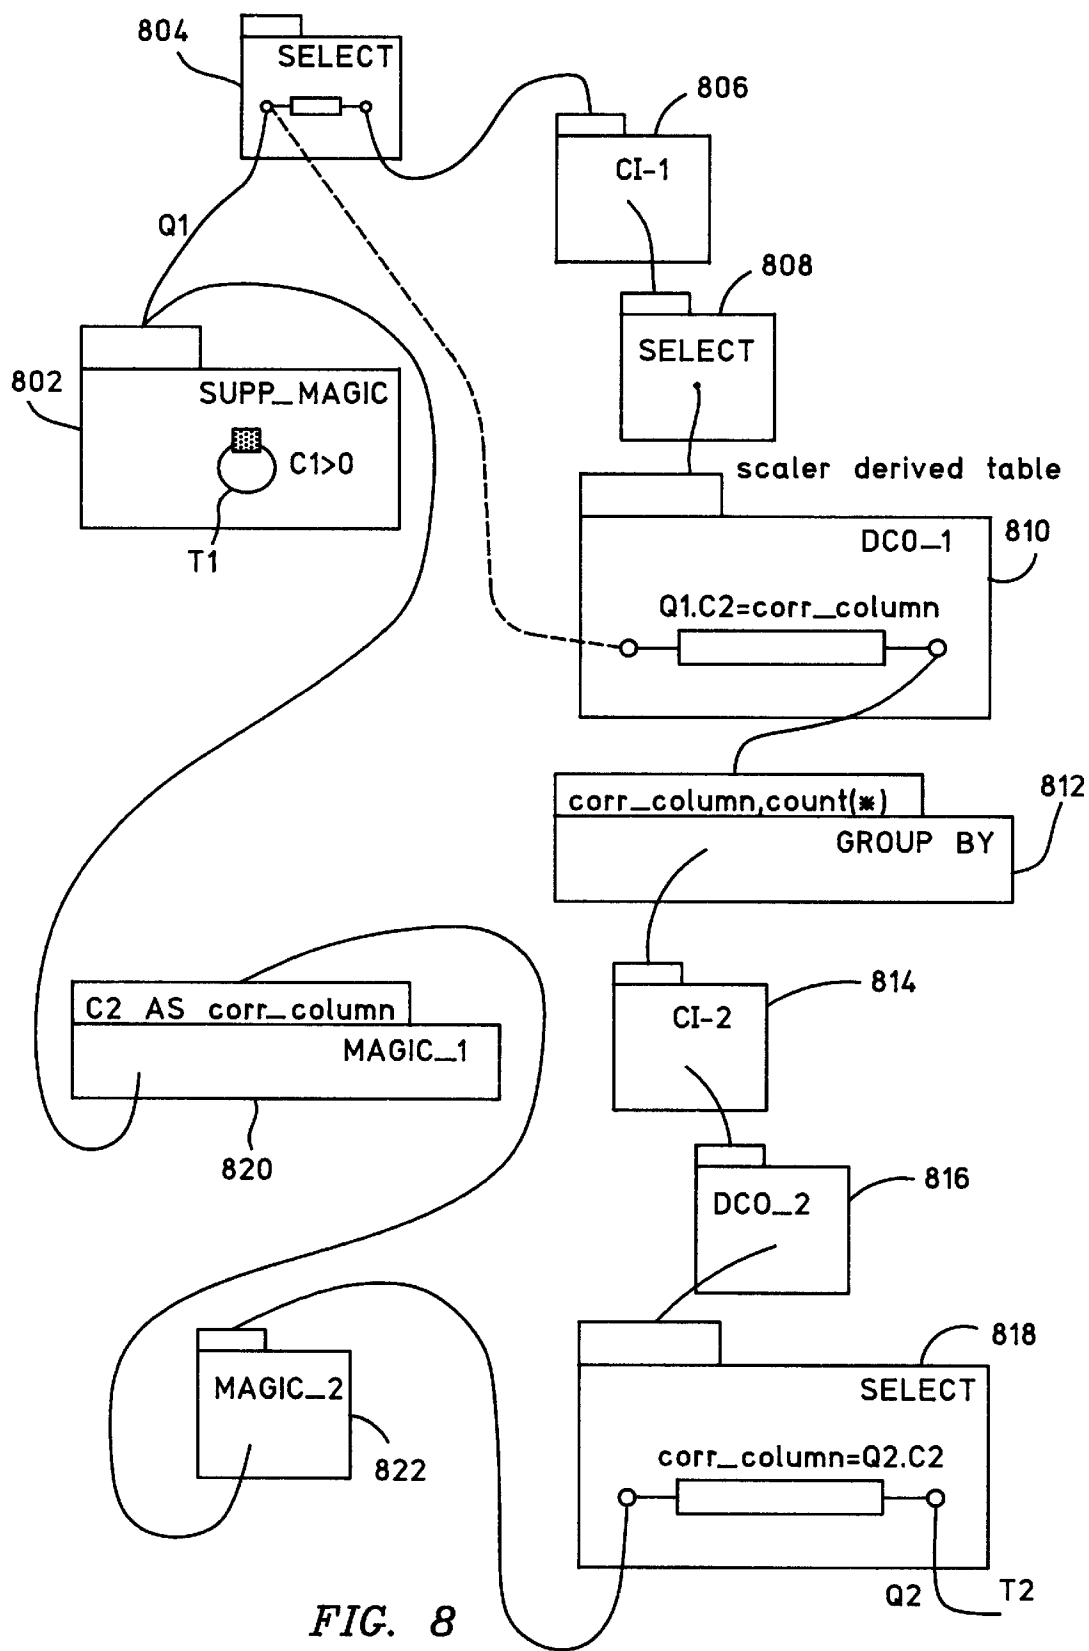 804
SELECT
806
CI-1
Q1
808
SELECT
802
SUPP_MAGIC
C1>0
T1
scaler derived table
810
DCO_1
Q1.C2=corr_column
812
corr_column,count(*)
GROUP BY
814
CI-2
C2 AS corr_column
MAGIC_1
820
816
DCO_2
818
SELECT
MAGIC_2
822
corr_column=Q2.C2
Q2
T2
FIG. 8